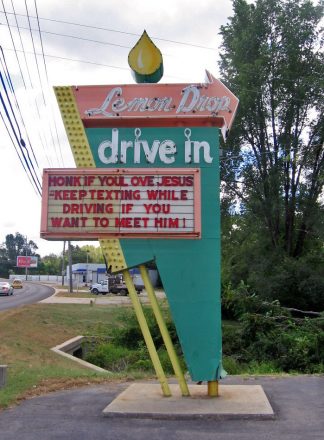 Lemon Drop
drive in
HONK IF YOU LOVE JESUS
KEEP TEXTING WHILE
DRIVING IF YOU
WANT TO MEET HIM!